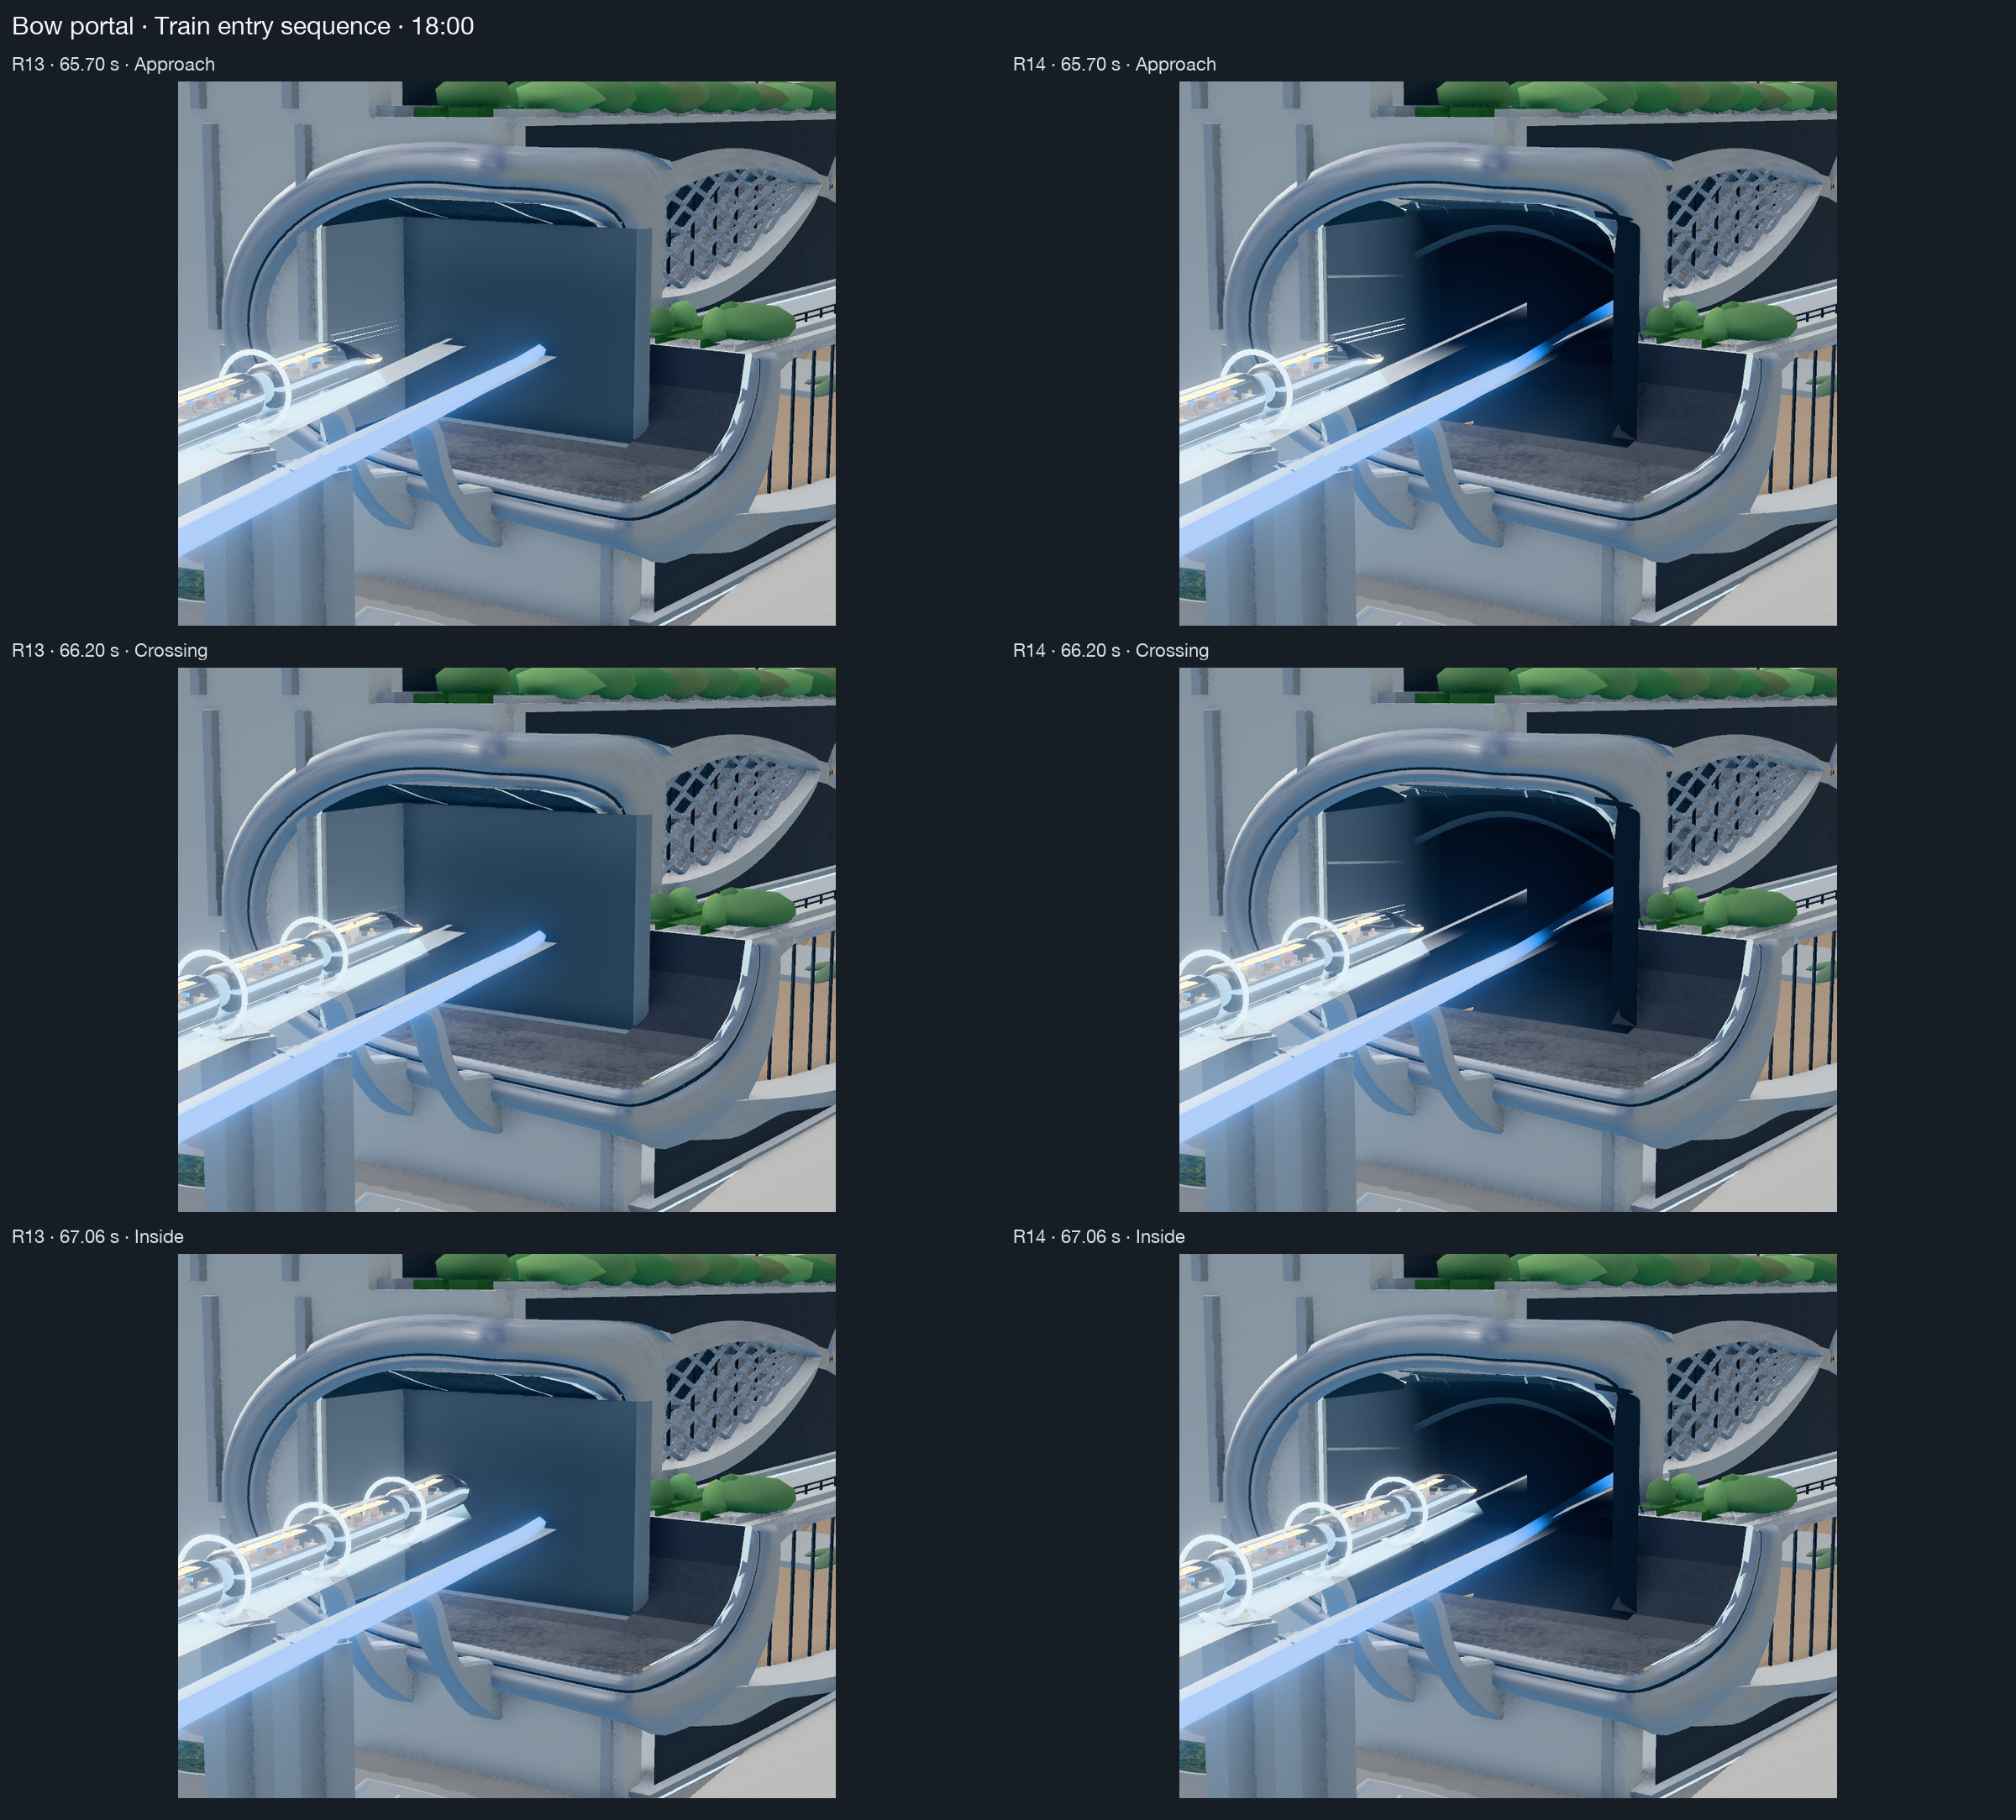 Bow portal · Train entry sequence · 18:00
R13 · 65.70 s · Approach
R14 · 65.70 s · Approach
R13 · 66.20 s · Crossing
R14 · 66.20 s · Crossing
R13 · 67.06 s · Inside
R14 · 67.06 s · Inside